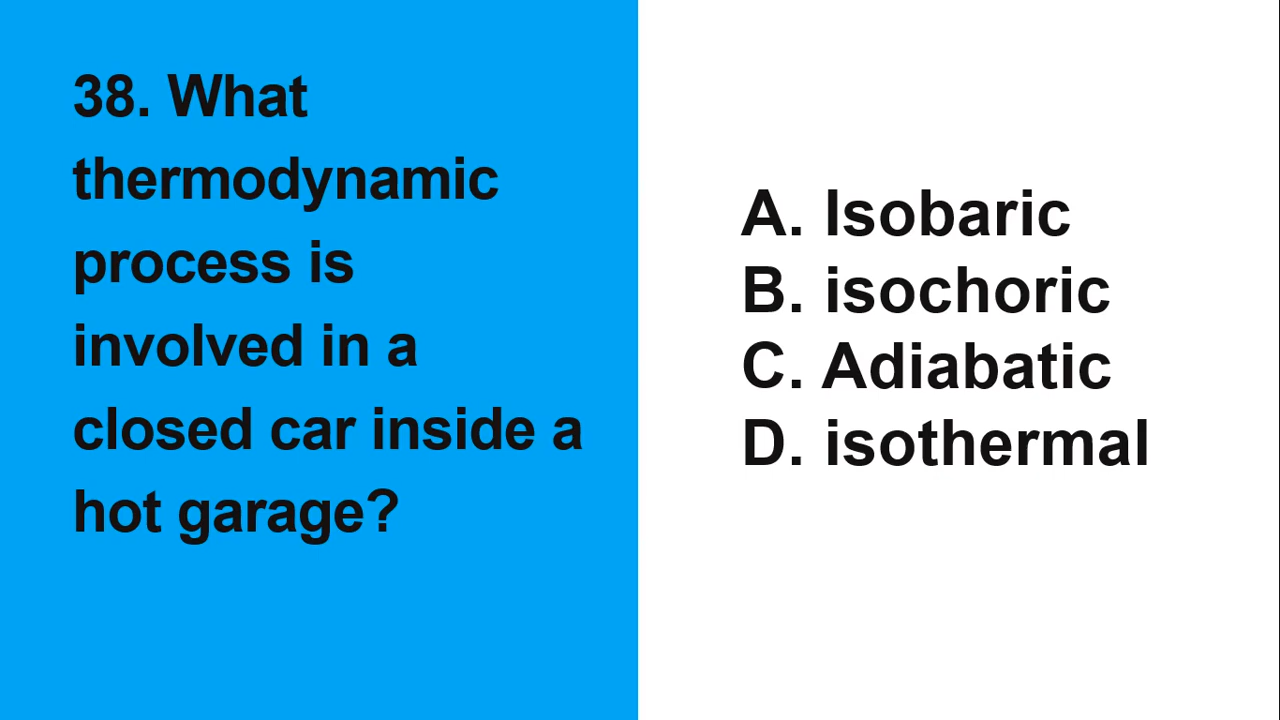 38. What
thermodynamic
process is
involved in a
closed car inside a
hot garage?
A. Isobaric
B. isochoric
C. Adiabatic
D. isothermal